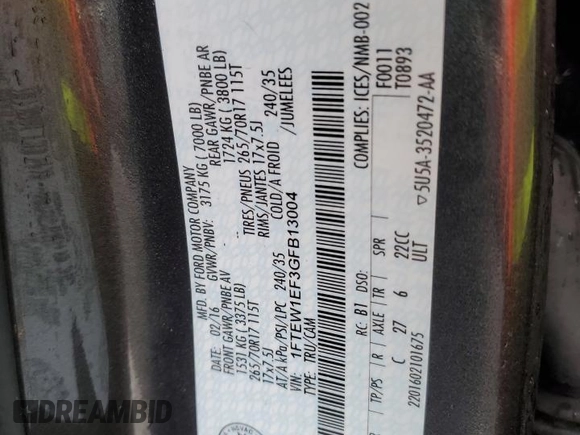 MFD. BY FORD MOTOR COMPANY
DATE: 02/16 GVWR/PNBV: 3175 KG ( 7000 LB)
FRONT GAWR/PNBE AV REAR GAWR/PNBE AR
1531 KG ( 3375 LB) 1724 KG ( 3800 LB)
265/70R17 115T TIRES/PNEUS 265/70R17 115T
17x7.5J RIMS/JANTES 17x7.5J
AT/A kPa/PSI/LPC 240/35 COLD/A FROID 240/35
VIN: 1FTEW1EF3GFB13004 /JUMELEES
TYPE: TRU/CAM
COMPLIES: ICES/NMB-002
F0011
RC: B1 DSO: T0893
TP/PS R AXLE TR SPR
C 27 6 22CC
ULT
2201602101675 ▽5U5A-3520472-AA
DREAMBID